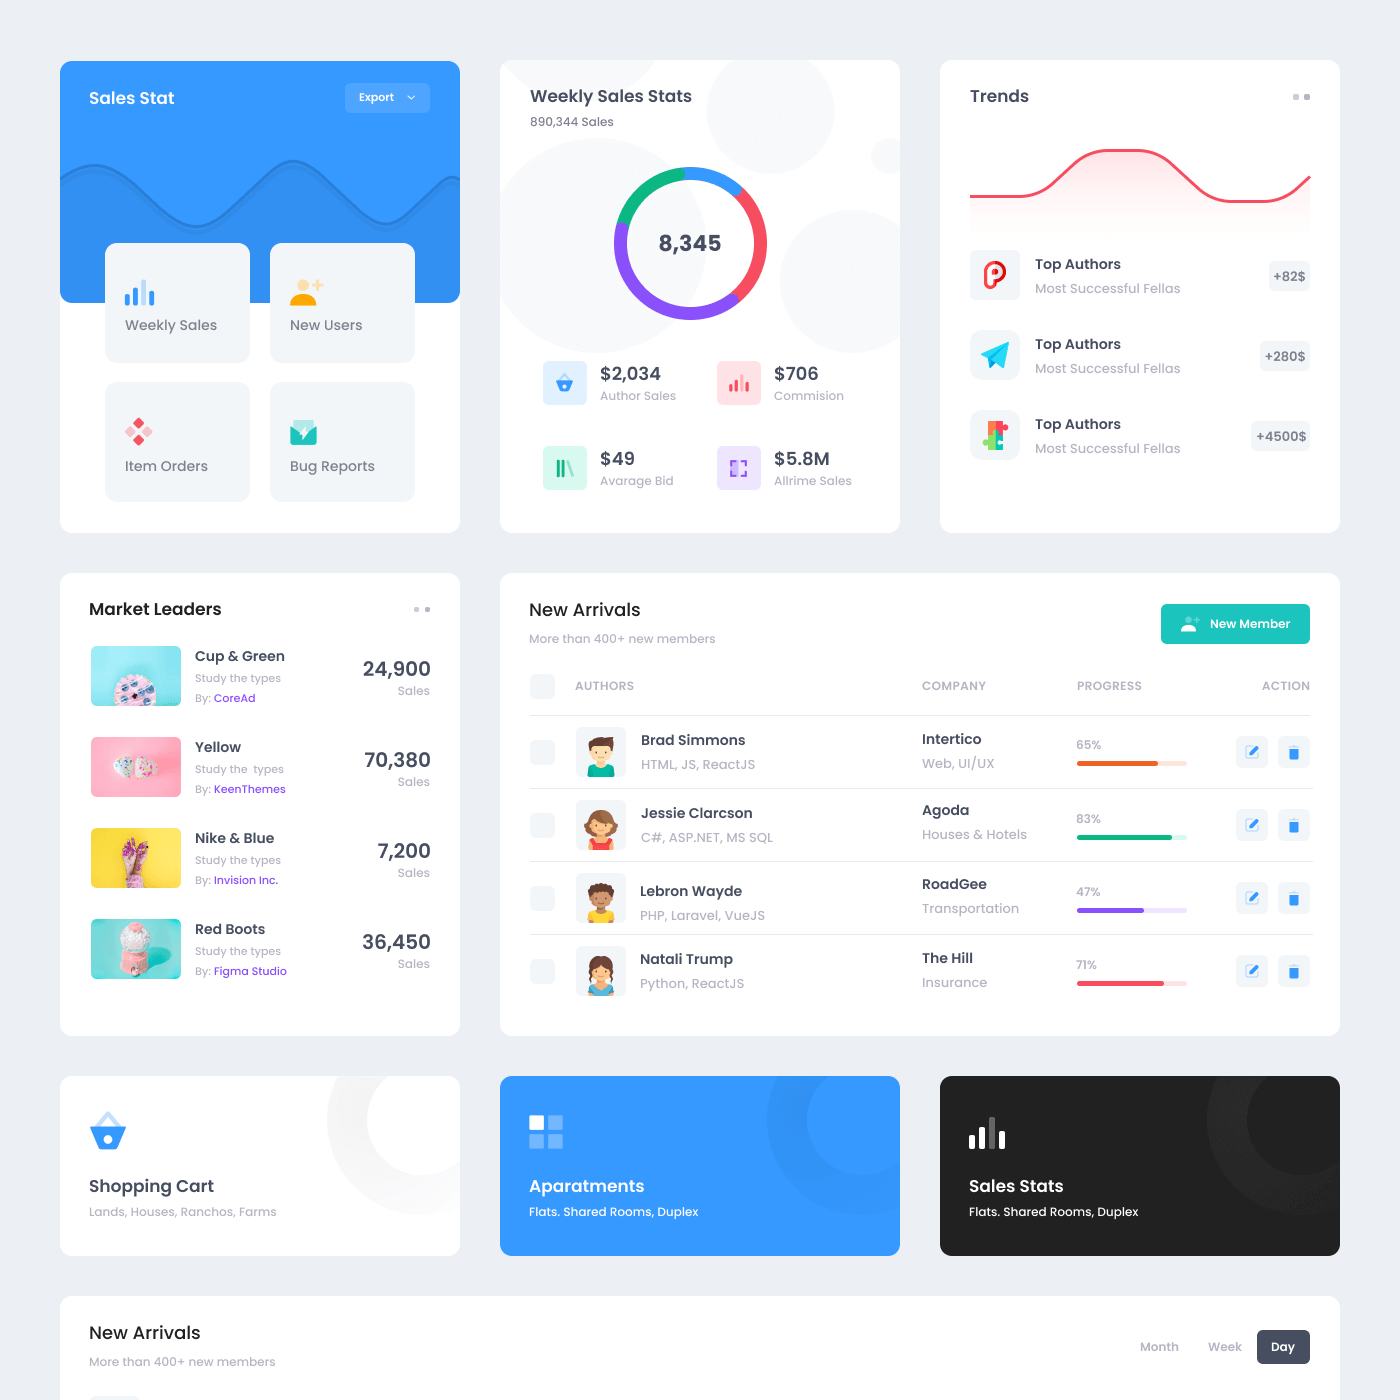 Sales Stat
Export
Weekly Sales
New Users
Item Orders
Bug Reports
Weekly Sales Stats
890,344 Sales
8,345
$2,034
Author Sales
$706
Commision
$49
Avarage Bid
$5.8M
Allrime Sales
Trends
Top Authors
Most Successful Fellas
+82$
Top Authors
Most Successful Fellas
+280$
Top Authors
Most Successful Fellas
+4500$
Market Leaders
Cup & Green
Study the types
By: CoreAd
24,900
Sales
Yellow
Study the types
By: KeenThemes
70,380
Sales
Nike & Blue
Study the types
By: Invision Inc.
7,200
Sales
Red Boots
Study the types
By: Figma Studio
36,450
Sales
New Arrivals
More than 400+ new members
New Member
AUTHORS COMPANY PROGRESS ACTION
Brad Simmons
HTML, JS, ReactJS
Intertico
Web, UI/UX
65%
Jessie Clarcson
C#, ASP.NET, MS SQL
Agoda
Houses & Hotels
83%
Lebron Wayde
PHP, Laravel, VueJS
RoadGee
Transportation
47%
Natali Trump
Python, ReactJS
The Hill
Insurance
71%
Shopping Cart
Lands, Houses, Ranchos, Farms
Aparatments
Flats. Shared Rooms, Duplex
Sales Stats
Flats. Shared Rooms, Duplex
New Arrivals
More than 400+ new members
Month Week Day